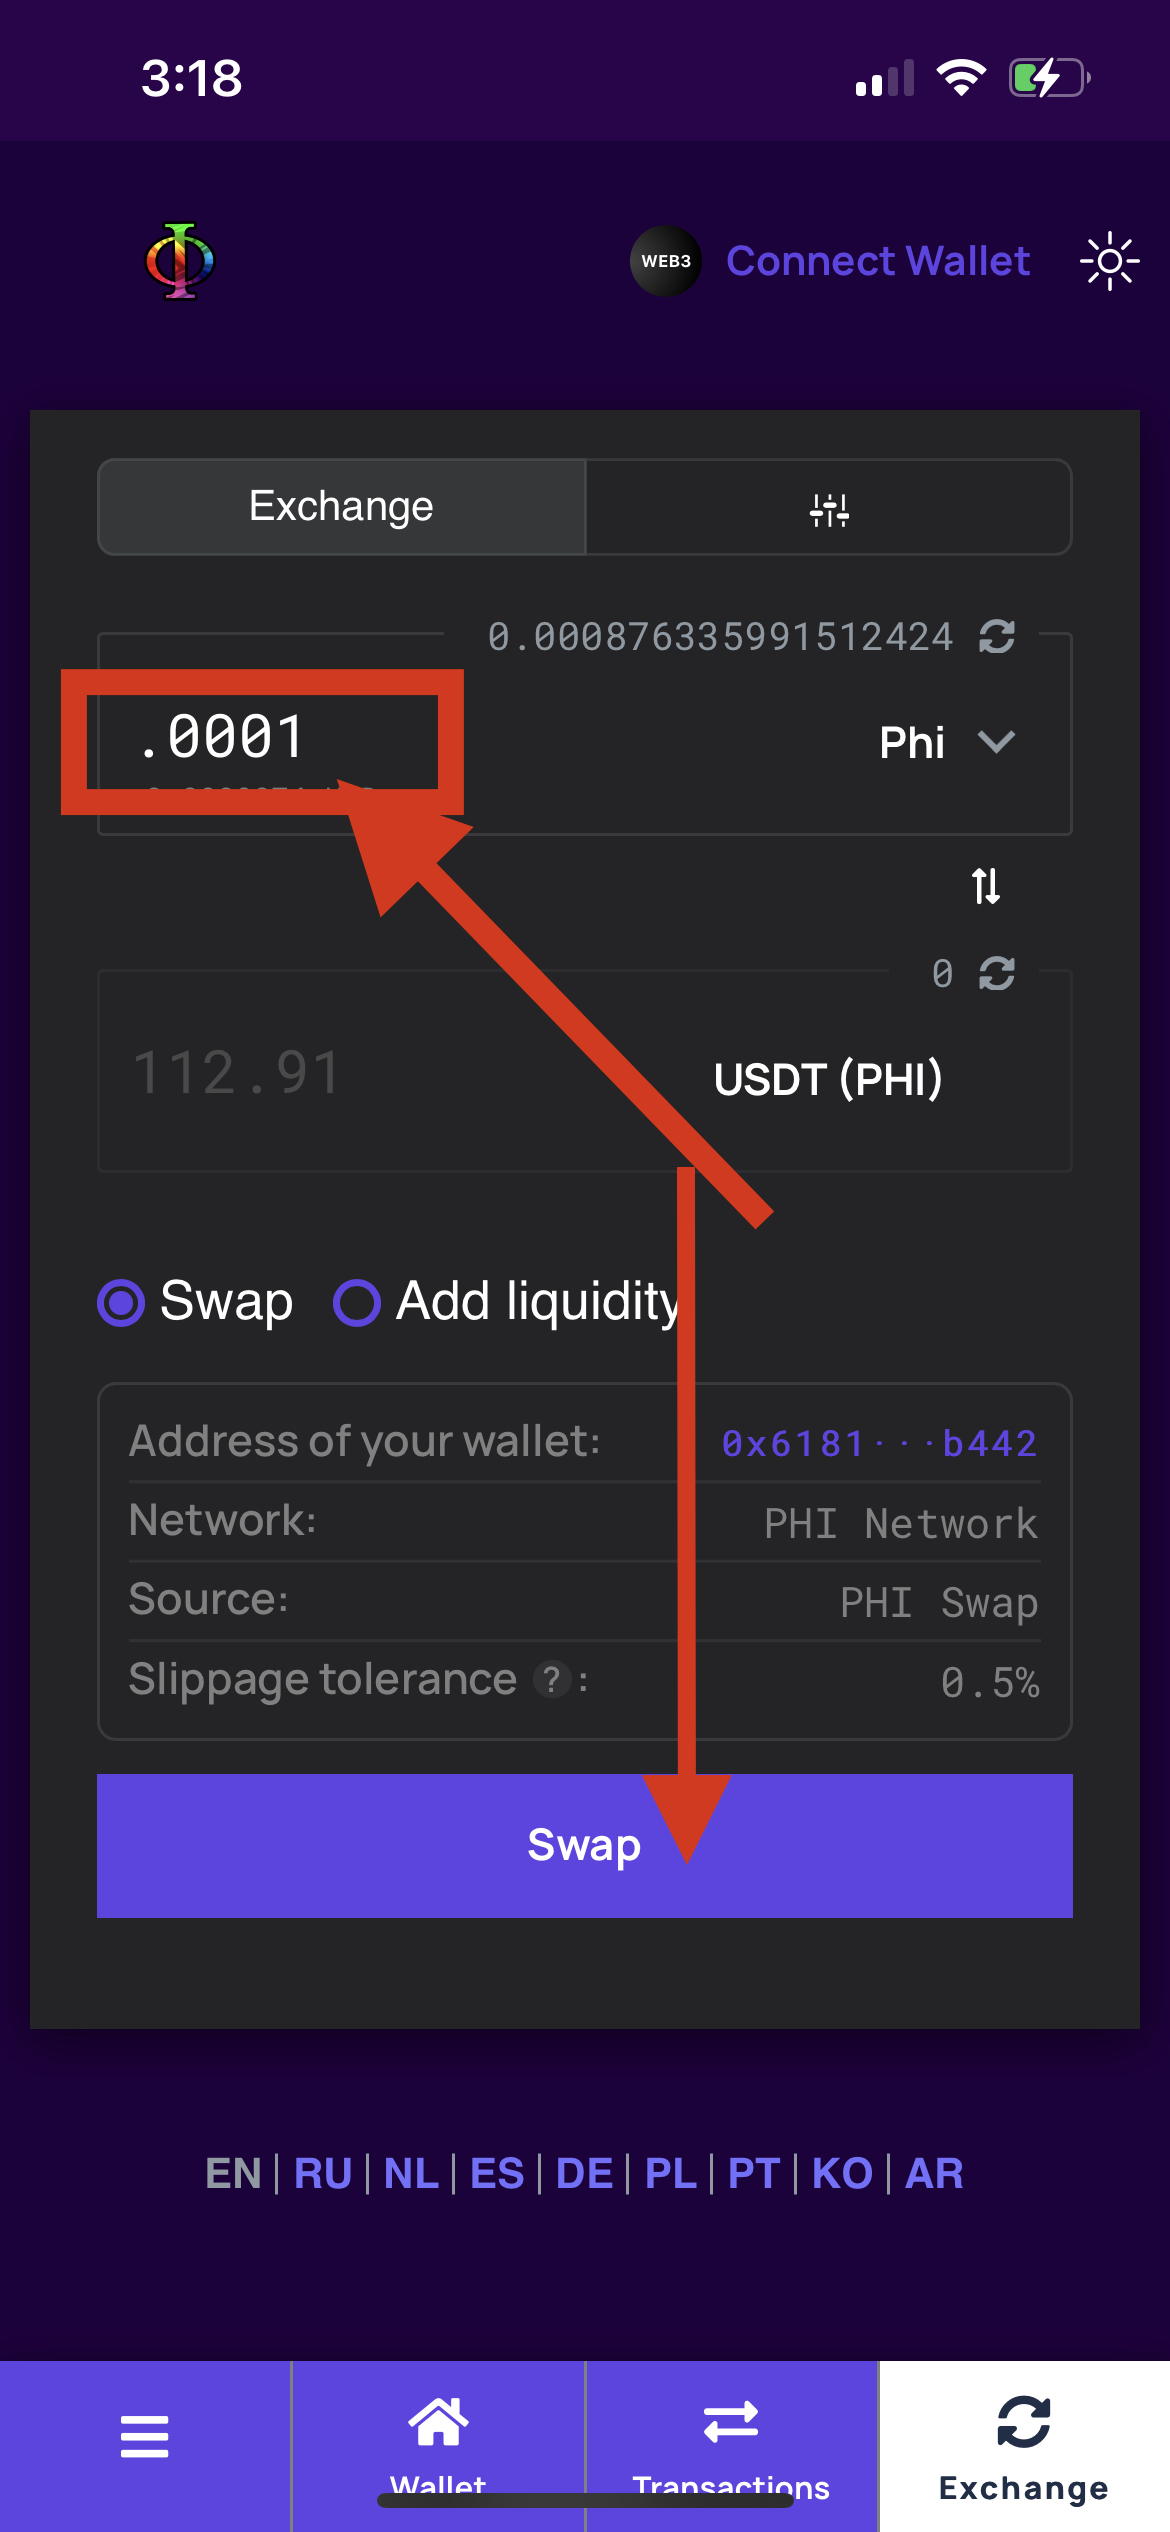 3:18
WEB3
Connect Wallet
Exchange
0.000876335991512424
.0001
Phi
0
112.91
USDT (PHI)
Swap
Add liquidity
Address of your wallet: 0x6181···b442
Network: PHI Network
Source: PHI Swap
Slippage tolerance ? : 0.5%
Swap
EN | RU | NL | ES | DE | PL | PT | KO | AR
Wallet
Transactions
Exchange